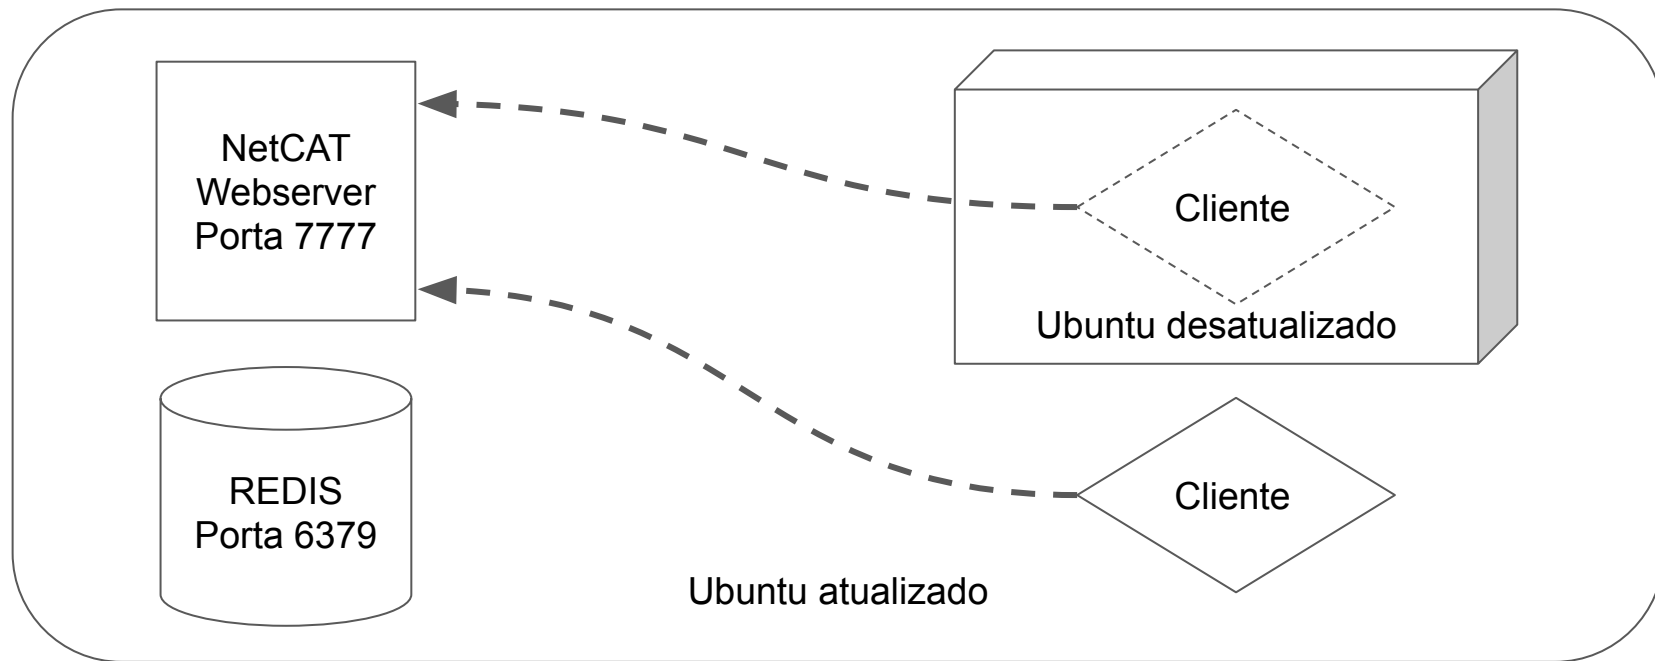 NetCAT
Webserver
Porta 7777
Cliente
Ubuntu desatualizado
REDIS
Porta 6379
Cliente
Ubuntu atualizado